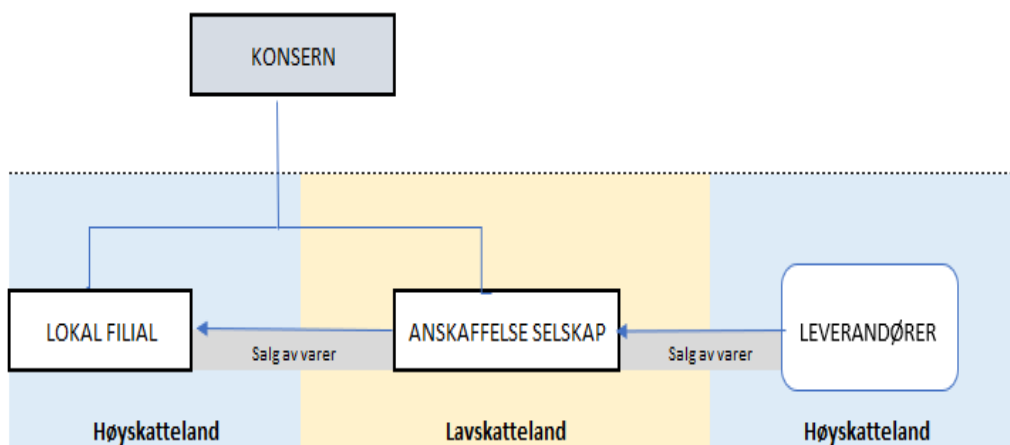 KONSERN
LOKAL FILIAL
ANSKAFFELSE SELSKAP
LEVERANDØRER
Salg av varer
Salg av varer
Høyskatteland
Lavskatteland
Høyskatteland